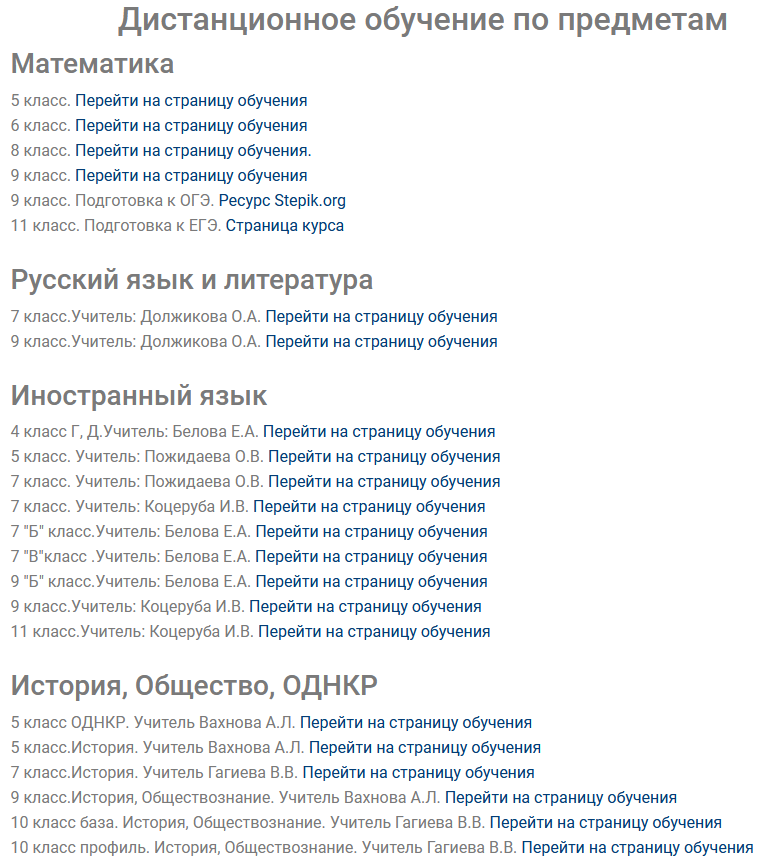 Дистанционное обучение по предметам
Математика
5 класс. Перейти на страницу обучения
6 класс. Перейти на страницу обучения
8 класс. Перейти на страницу обучения.
9 класс. Перейти на страницу обучения
9 класс. Подготовка к ОГЭ. Ресурс Stepik.org
11 класс. Подготовка к ЕГЭ. Страница курса
Русский язык и литература
7 класс.Учитель: Должикова О.А. Перейти на страницу обучения
9 класс.Учитель: Должикова О.А. Перейти на страницу обучения
Иностранный язык
4 класс Г, Д.Учитель: Белова Е.А. Перейти на страницу обучения
5 класс. Учитель: Пожидаева О.В. Перейти на страницу обучения
7 класс. Учитель: Пожидаева О.В. Перейти на страницу обучения
7 класс. Учитель: Коцеруба И.В. Перейти на страницу обучения
7 "Б" класс.Учитель: Белова Е.А. Перейти на страницу обучения
7 "В"класс .Учитель: Белова Е.А. Перейти на страницу обучения
9 "Б" класс.Учитель: Белова Е.А. Перейти на страницу обучения
9 класс.Учитель: Коцеруба И.В. Перейти на страницу обучения
11 класс.Учитель: Коцеруба И.В. Перейти на страницу обучения
История, Общество, ОДНКР
5 класс ОДНКР. Учитель Вахнова А.Л. Перейти на страницу обучения
5 класс.История. Учитель Вахнова А.Л. Перейти на страницу обучения
7 класс.История. Учитель Гагиева В.В. Перейти на страницу обучения
9 класс.История, Обществознание. Учитель Вахнова А.Л. Перейти на страницу обучения
10 класс база. История, Обществознание. Учитель Гагиева В.В. Перейти на страницу обучения
10 класс профиль. История, Обществознание. Учитель Гагиева В.В. Перейти на страницу обучения